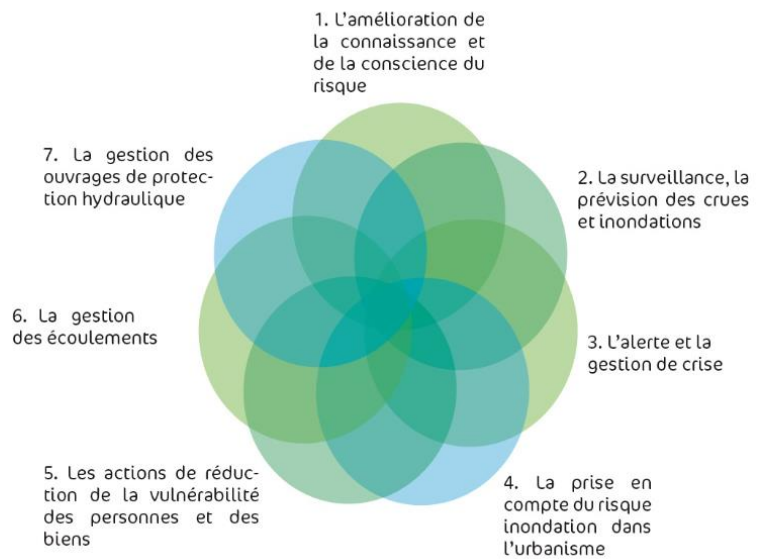 1. L'amélioration de
la connaissance et
de la conscience du
risque
2. La surveillance, la
prévision des crues
et inondations
3. L'alerte et la
gestion de crise
4. La prise en
compte du risque
inondation dans
l'urbanisme
5. Les actions de réduc-
tion de la vulnérabilité
des personnes et des
biens
6. La gestion
des écoulements
7. La gestion des
ouvrages de protec-
tion hydraulique